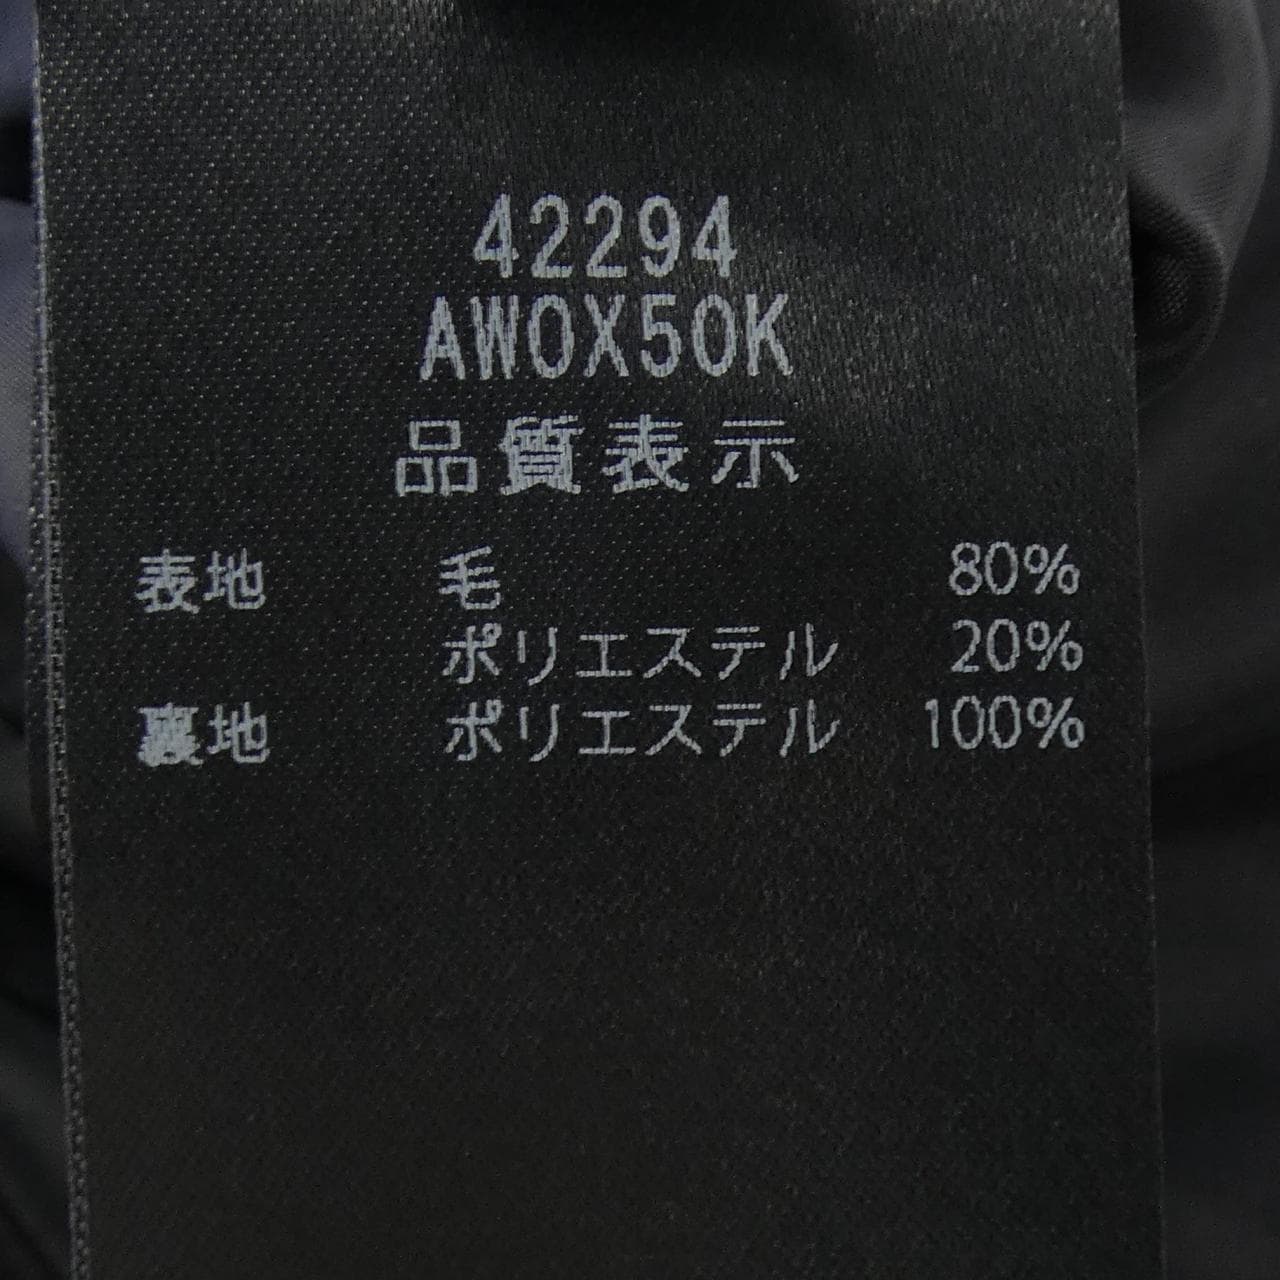 42294
AW0X50K
品質表示
表地 毛 80%
ポリエステル 20%
裏地 ポリエステル 100%